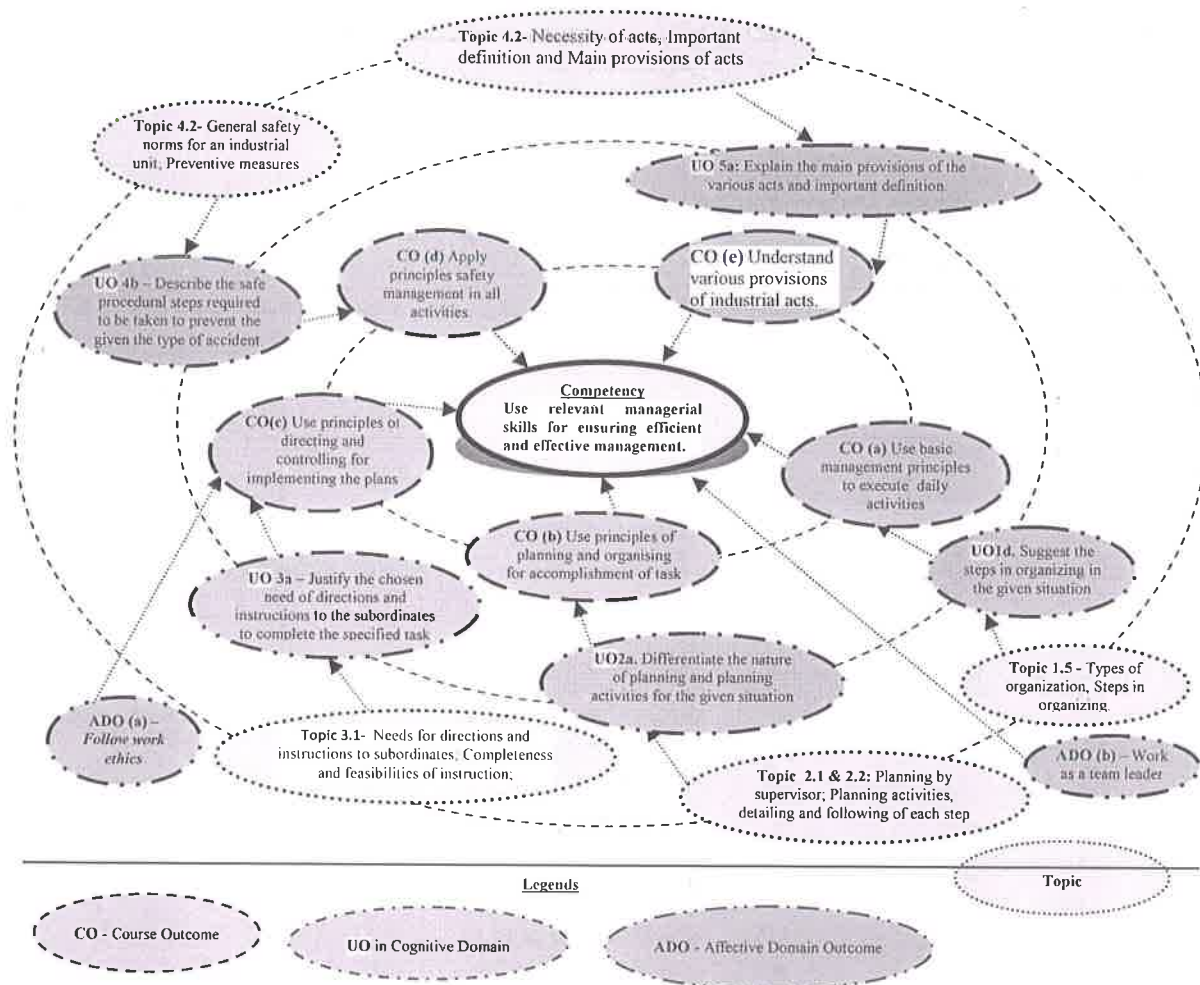 Topic 4.2- Necessity of acts, Important
definition and Main provisions of acts
Topic 4.2- General safety
norms for an industrial
unit, Preventive measures
UO 5a: Explain the main provisions of the
various acts and important definition.
UO 4b – Describe the safe
procedural steps required
to be taken to prevent the
given the type of accident
CO (d) Apply
principles safety
management in all
activities
CO (e) Understand
various provisions
of industrial acts.
Competency
Use relevant managerial
skills for ensuring efficient
and effective management.
CO(c) Use principles of
directing and
controlling for
implementing the plans
CO (a) Use basic
management principles
to execute daily
activities
CO (b) Use principles of
planning and organising
for accomplishment of task
UO1d. Suggest the
steps in organizing in
the given situation
UO 3a – Justify the chosen
need of directions and
instructions to the subordinates
to complete the specified task
UO2a. Differentiate the nature
of planning and planning
activities for the given situation
Topic 1.5 - Types of
organization, Steps in
organizing.
ADO (a) –
Follow work
ethics
Topic 3.1- Needs for directions and
instructions to subordinates, Completeness
and feasibilities of instruction;
ADO (b) – Work
as a team leader
Topic 2.1 & 2.2: Planning by
supervisor; Planning activities,
detailing and following of each step
Legends
Topic
CO - Course Outcome
UO in Cognitive Domain
ADO - Affective Domain Outcome